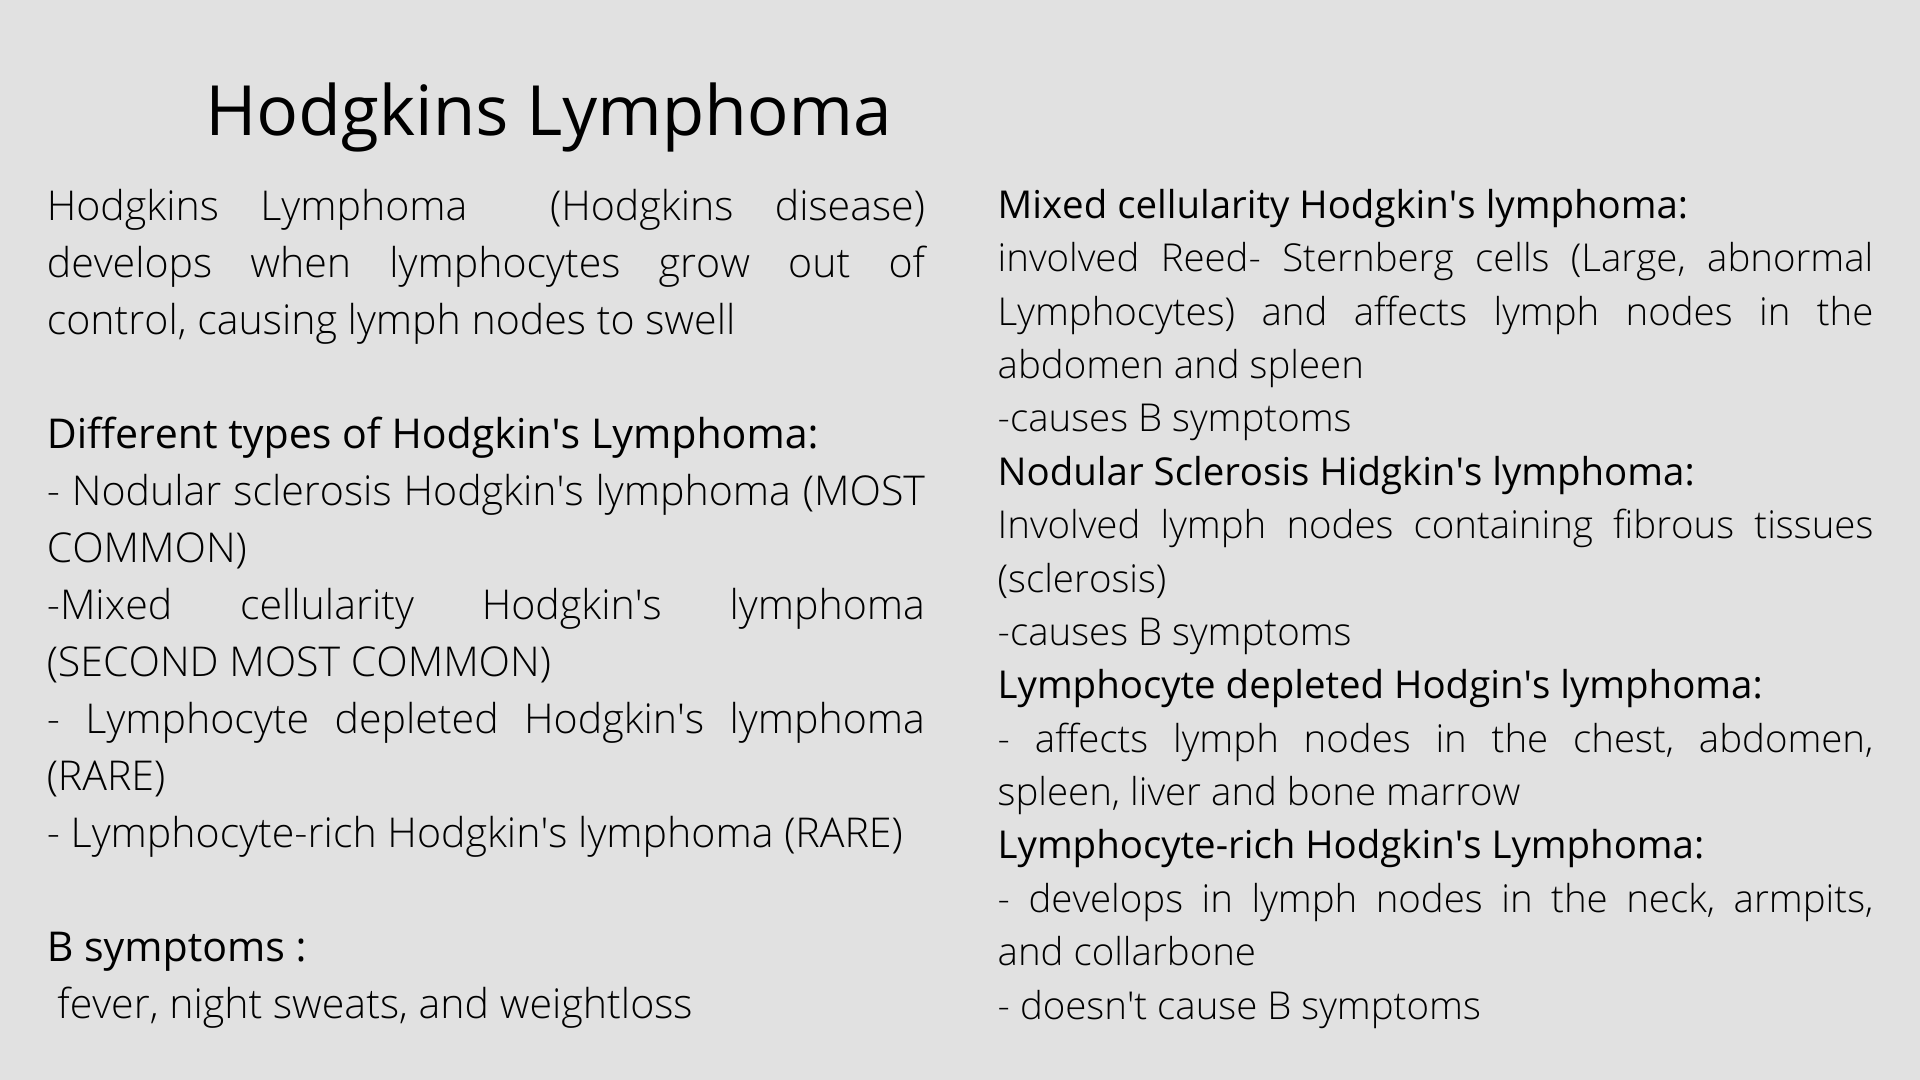 Hodgkins Lymphoma
Hodgkins Lymphoma (Hodgkins disease)
develops when lymphocytes grow out of
control, causing lymph nodes to swell
Different types of Hodgkin's Lymphoma:
- Nodular sclerosis Hodgkin's lymphoma (MOST
COMMON)
-Mixed cellularity Hodgkin's lymphoma
(SECOND MOST COMMON)
- Lymphocyte depleted Hodgkin's lymphoma
(RARE)
- Lymphocyte-rich Hodgkin's lymphoma (RARE)
B symptoms :
fever, night sweats, and weightloss
Mixed cellularity Hodgkin's lymphoma:
involved Reed- Sternberg cells (Large, abnormal
Lymphocytes) and affects lymph nodes in the
abdomen and spleen
-causes B symptoms
Nodular Sclerosis Hidgkin's lymphoma:
Involved lymph nodes containing fibrous tissues
(sclerosis)
-causes B symptoms
Lymphocyte depleted Hodgin's lymphoma:
- affects lymph nodes in the chest, abdomen,
spleen, liver and bone marrow
Lymphocyte-rich Hodgkin's Lymphoma:
- develops in lymph nodes in the neck, armpits,
and collarbone
- doesn't cause B symptoms